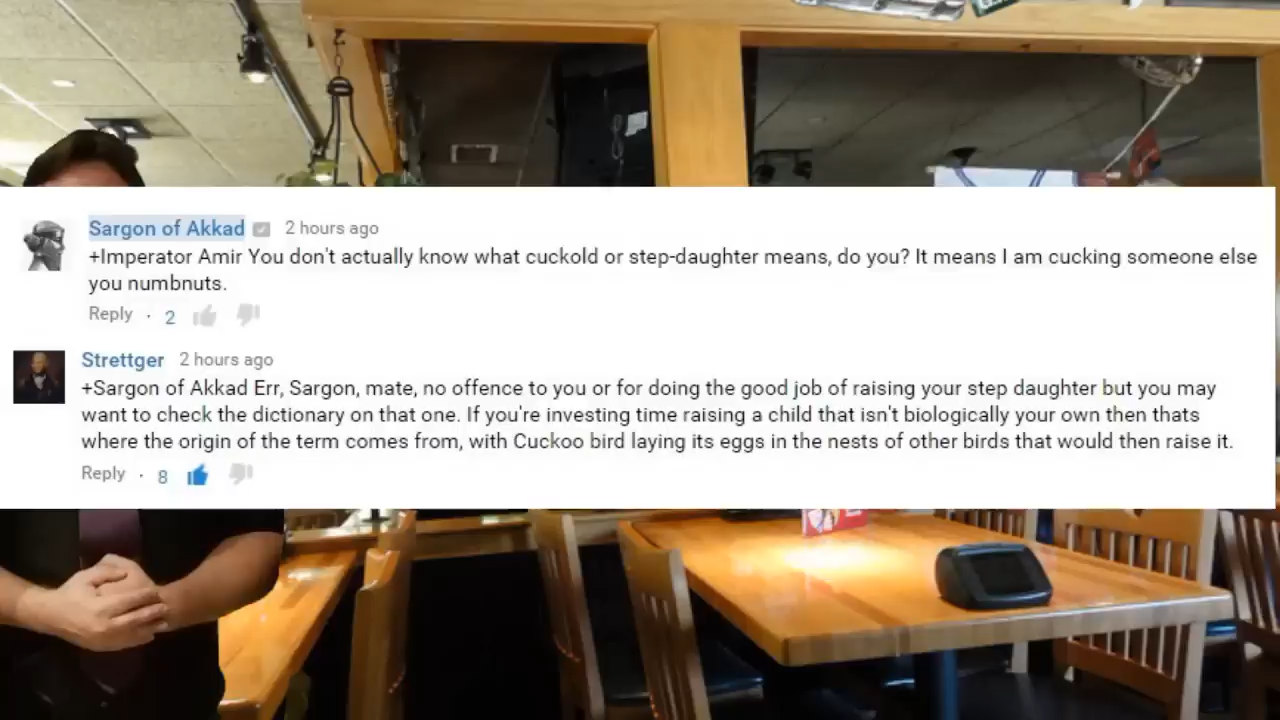 Sargon of Akkad 2 hours ago
+Imperator Amir You don't actually know what cuckold or step-daughter means, do you? It means I am cucking someone else
you numbnuts.
Reply · 2
Strettger 2 hours ago
+Sargon of Akkad Err, Sargon, mate, no offence to you or for doing the good job of raising your step daughter but you may
want to check the dictionary on that one. If you're investing time raising a child that isn't biologically your own then thats
where the origin of the term comes from, with Cuckoo bird laying its eggs in the nests of other birds that would then raise it.
Reply · 8